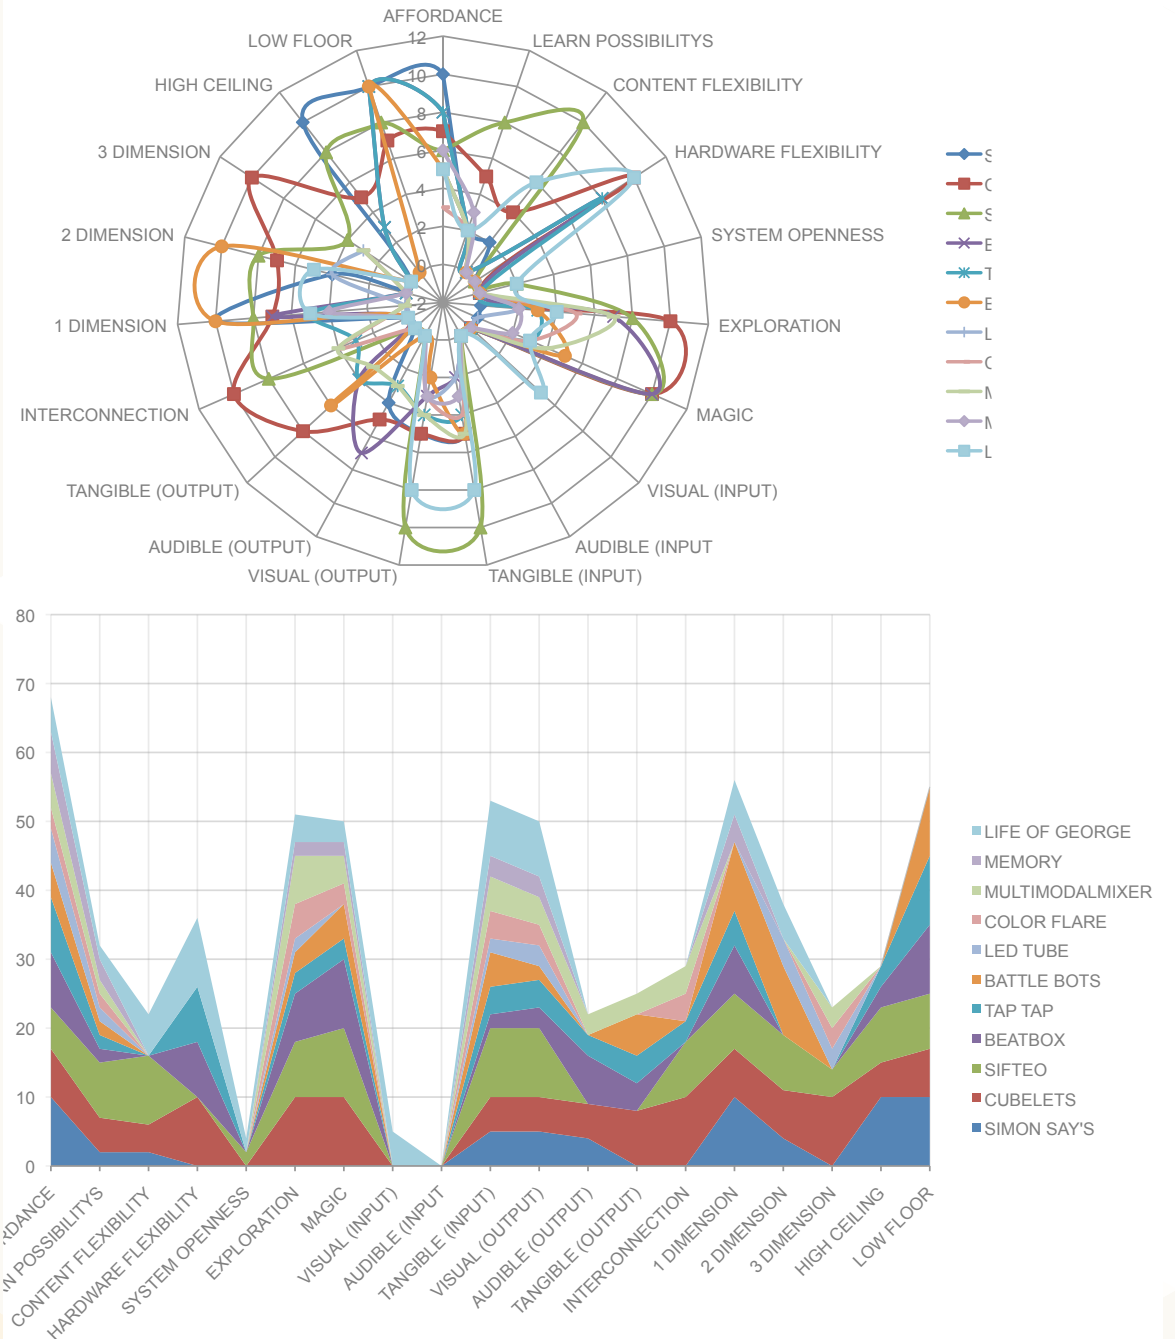 AFFORDANCE
LOW FLOOR
LEARN POSSIBILITYS
HIGH CEILING
CONTENT FLEXIBILITY
3 DIMENSION
HARDWARE FLEXIBILITY
2 DIMENSION
SYSTEM OPENNESS
1 DIMENSION
EXPLORATION
INTERCONNECTION
MAGIC
TANGIBLE (OUTPUT)
VISUAL (INPUT)
AUDIBLE (OUTPUT)
AUDIBLE (INPUT
VISUAL (OUTPUT)
TANGIBLE (INPUT)
12
10
8
6
4
2
0
-2
80
70
60
50
40
30
20
10
0
LIFE OF GEORGE
MEMORY
MULTIMODALMIXER
COLOR FLARE
LED TUBE
BATTLE BOTS
TAP TAP
BEATBOX
SIFTEO
CUBELETS
SIMON SAY'S
RDANCE
N POSSIBILITYS
CONTENT FLEXIBILITY
HARDWARE FLEXIBILITY
SYSTEM OPENNESS
EXPLORATION
MAGIC
VISUAL (INPUT)
AUDIBLE (INPUT
TANGIBLE (INPUT)
VISUAL (OUTPUT)
AUDIBLE (OUTPUT)
TANGIBLE (OUTPUT)
INTERCONNECTION
1 DIMENSION
2 DIMENSION
3 DIMENSION
HIGH CEILING
LOW FLOOR